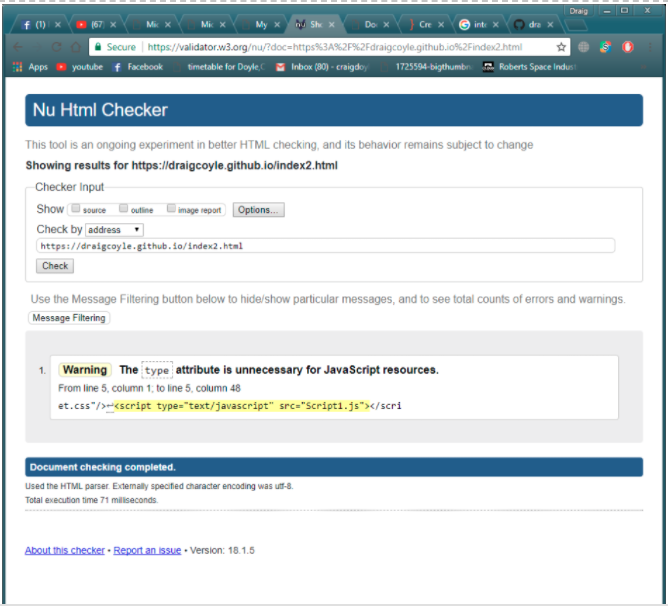 Draig
(1) (67) Mi Mi My Sh Do Cre inte dra
Secure | https://validator.w3.org/nu/?doc=https%3A%2F%2Fdraigcoyle.github.io%2Findex2.html
Apps youtube Facebook timetable for Doyle,C Inbox (80) - craigdoy 1725594-bigthumbn Roberts Space Indus
Nu Html Checker
This tool is an ongoing experiment in better HTML checking, and its behavior remains subject to change
Showing results for https://draigcoyle.github.io/index2.html
Checker Input
Show source outline image report Options...
Check by address
https://draigcoyle.github.io/index2.html
Check
Use the Message Filtering button below to hide/show particular messages, and to see total counts of errors and warnings.
Message Filtering
1. Warning The type attribute is unnecessary for JavaScript resources.
From line 5, column 1; to line 5, column 48
et.css"/>↩<script type="text/javascript" src="Script1.js"></scri
Document checking completed.
Used the HTML parser. Externally specified character encoding was utf-8.
Total execution time 71 milliseconds.
About this checker • Report an issue • Version: 18.1.5